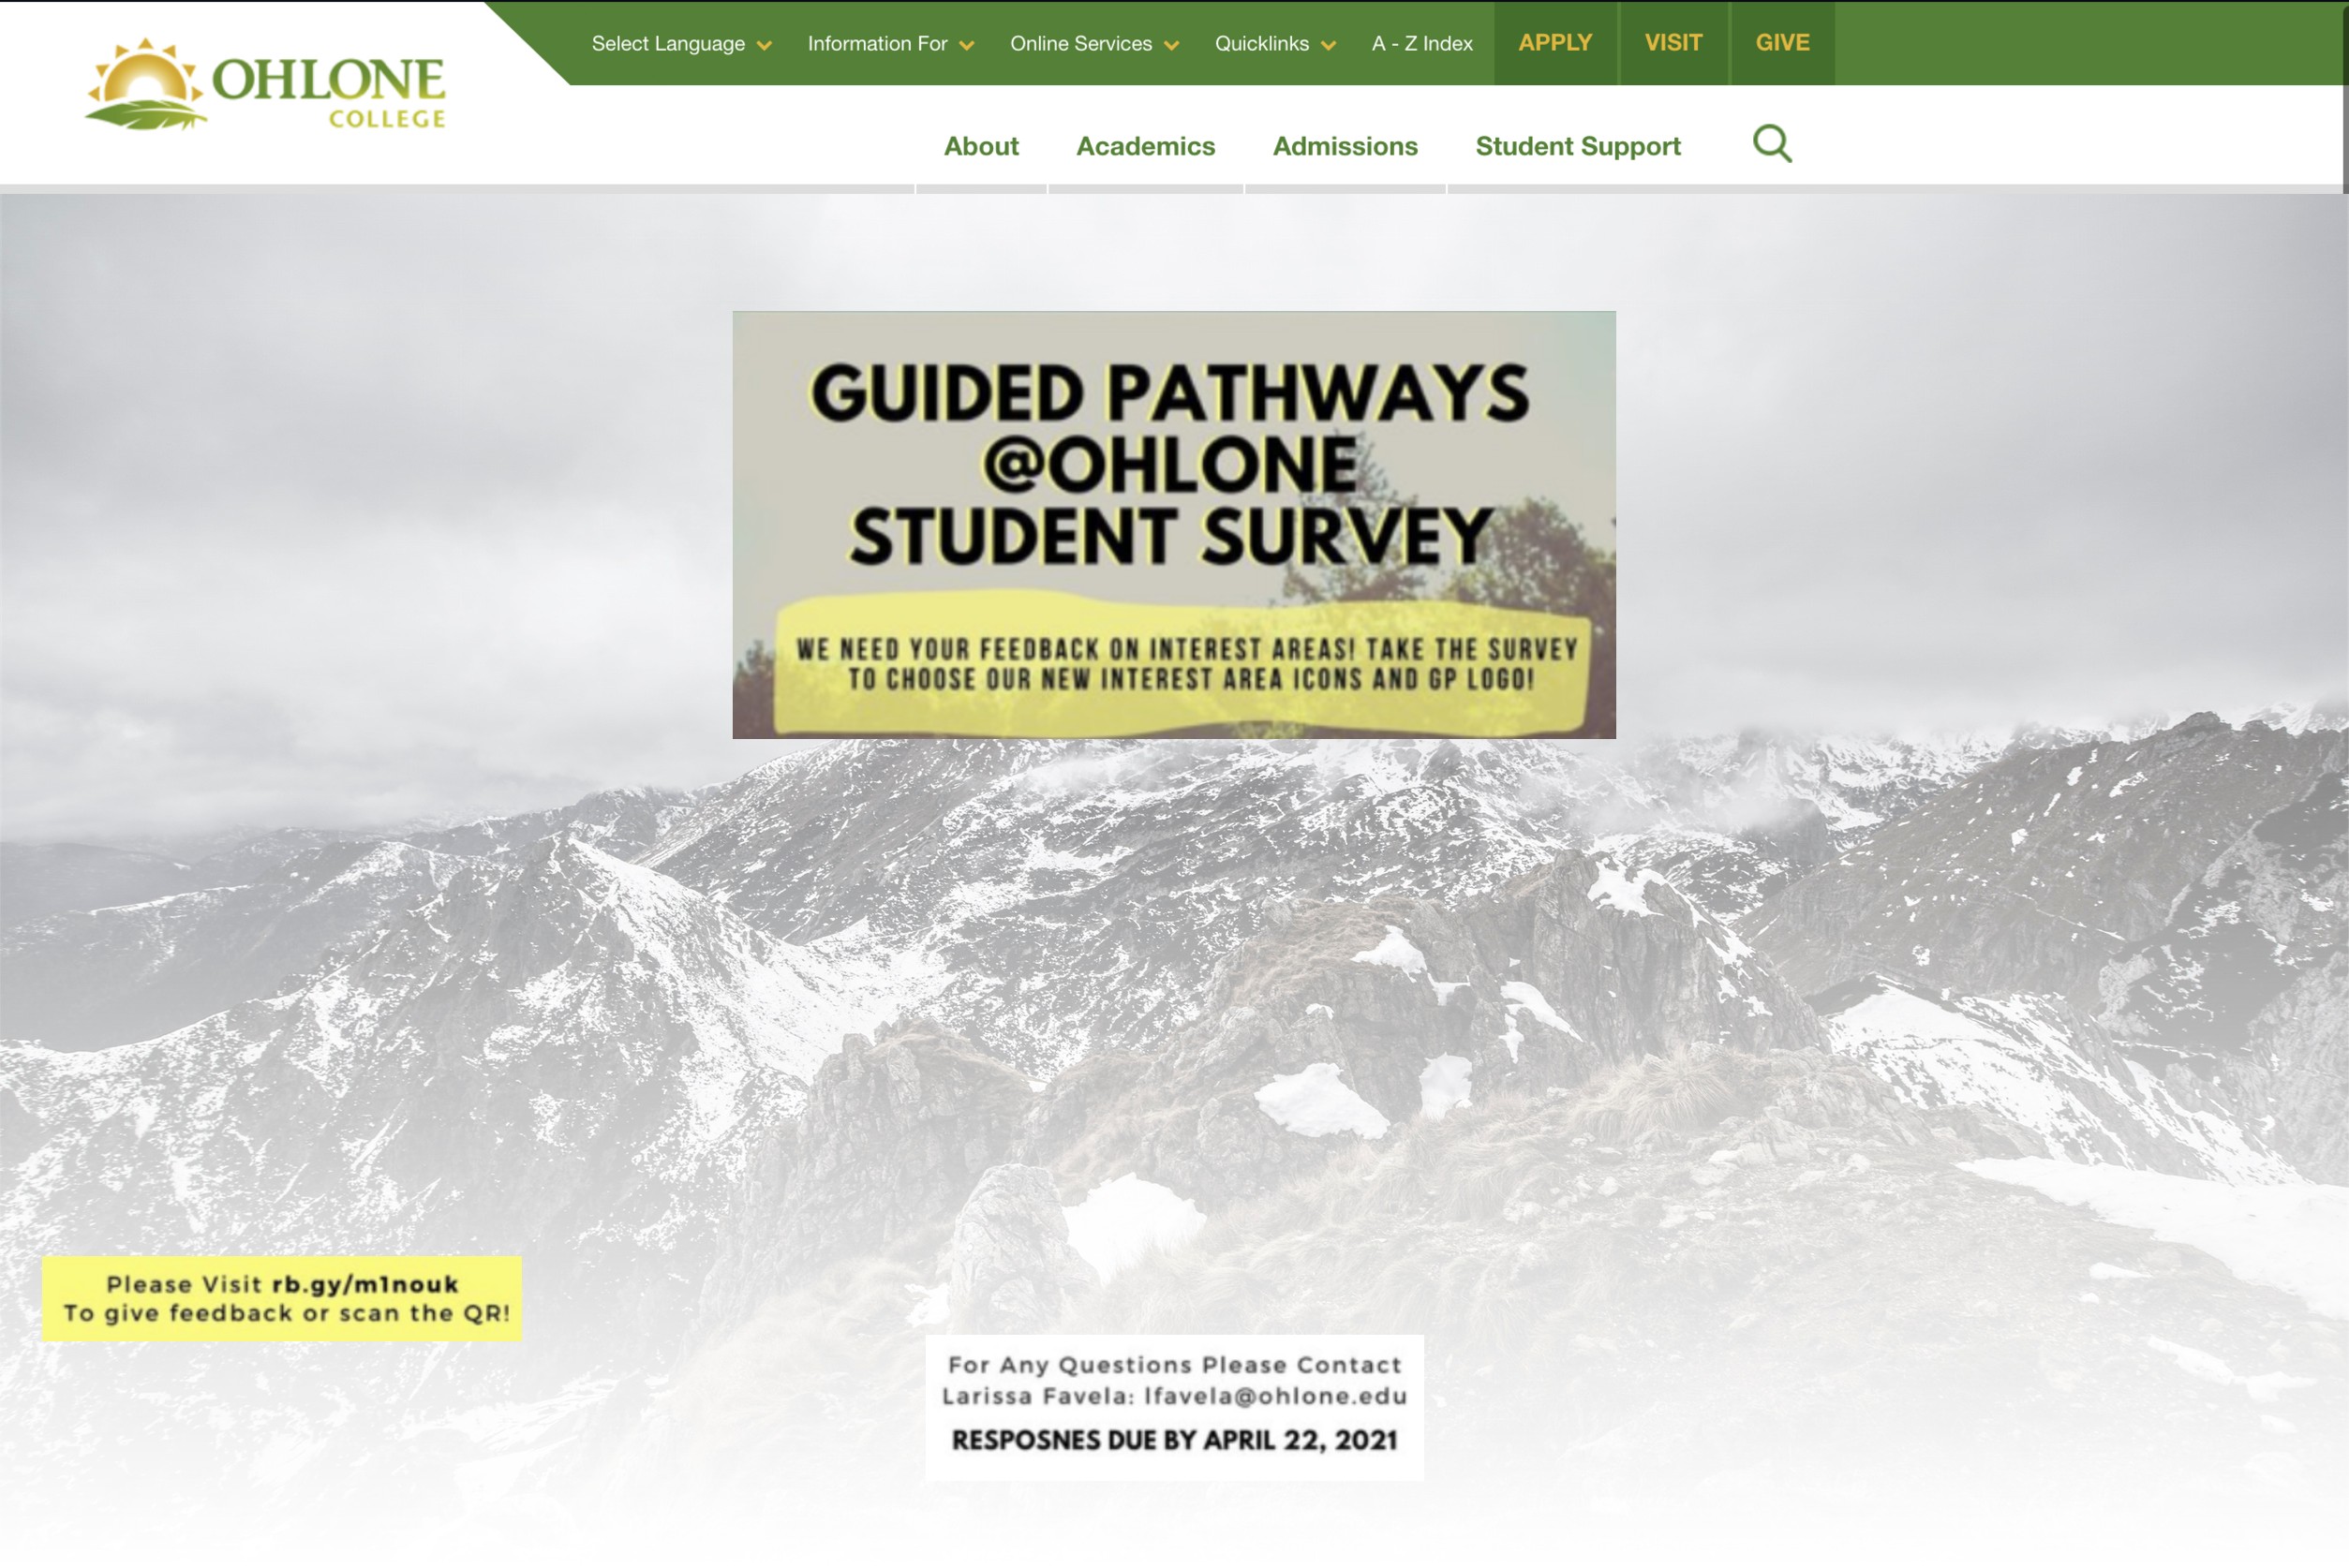 OHLONE
COLLEGE
Select Language
Information For
Online Services
Quicklinks
A - Z Index
APPLY
VISIT
GIVE
About
Academics
Admissions
Student Support
GUIDED PATHWAYS
@OHLONE
STUDENT SURVEY
WE NEED YOUR FEEDBACK ON INTEREST AREAS! TAKE THE SURVEY
TO CHOOSE OUR NEW INTEREST AREA ICONS AND GP LOGO!
Please Visit rb.gy/m1nouk
To give feedback or scan the QR!
For Any Questions Please Contact
Larissa Favela: lfavela@ohlone.edu
RESPOSNES DUE BY APRIL 22, 2021